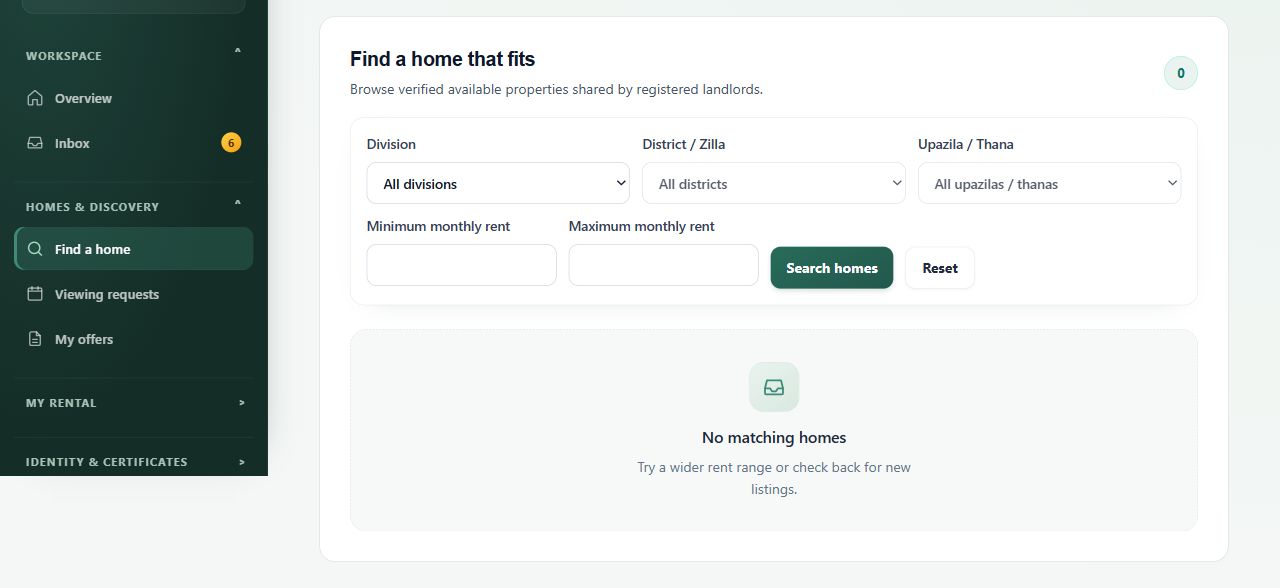 WORKSPACE
Overview
Inbox
6
HOMES & DISCOVERY
Find a home
Viewing requests
My offers
MY RENTAL
IDENTITY & CERTIFICATES
Find a home that fits
Browse verified available properties shared by registered landlords.
0
Division
District / Zilla
Upazila / Thana
All divisions
All districts
All upazilas / thanas
Minimum monthly rent
Maximum monthly rent
Search homes
Reset
No matching homes
Try a wider rent range or check back for new
listings.